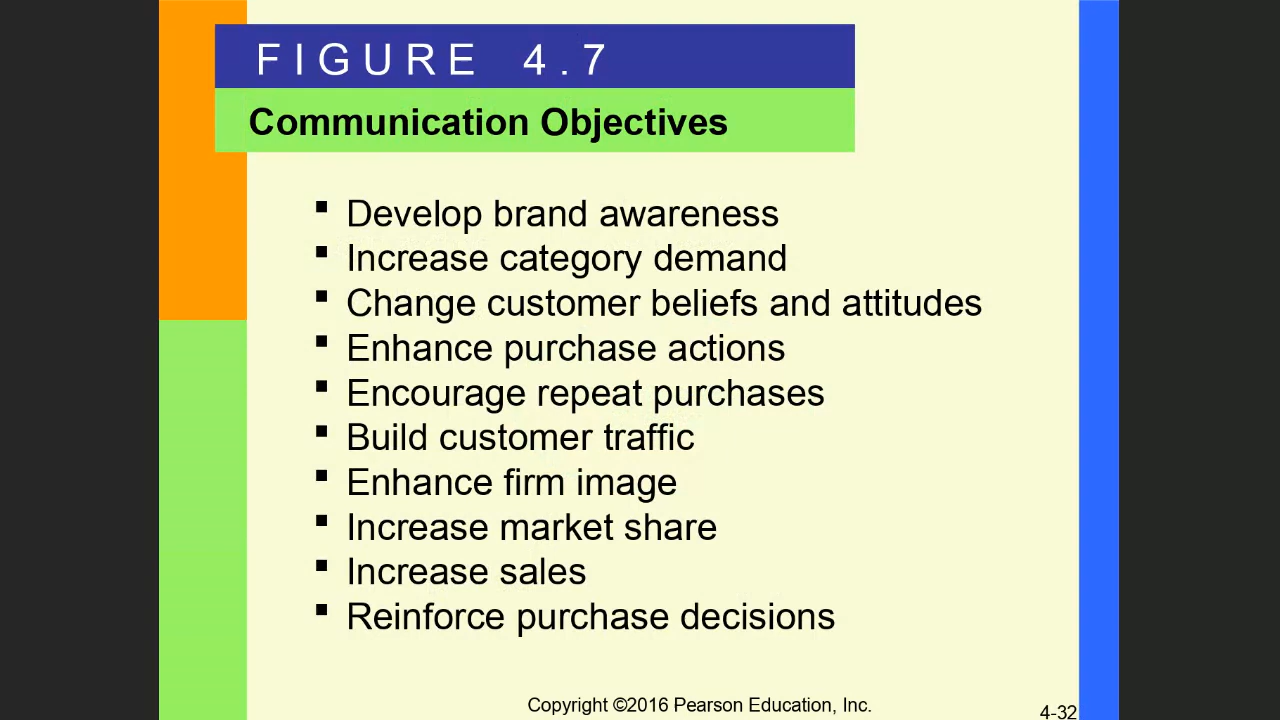 FIGURE 4.7
Communication Objectives
▪ Develop brand awareness
▪ Increase category demand
▪ Change customer beliefs and attitudes
▪ Enhance purchase actions
▪ Encourage repeat purchases
▪ Build customer traffic
▪ Enhance firm image
▪ Increase market share
▪ Increase sales
▪ Reinforce purchase decisions
Copyright ©2016 Pearson Education, Inc.
4-32